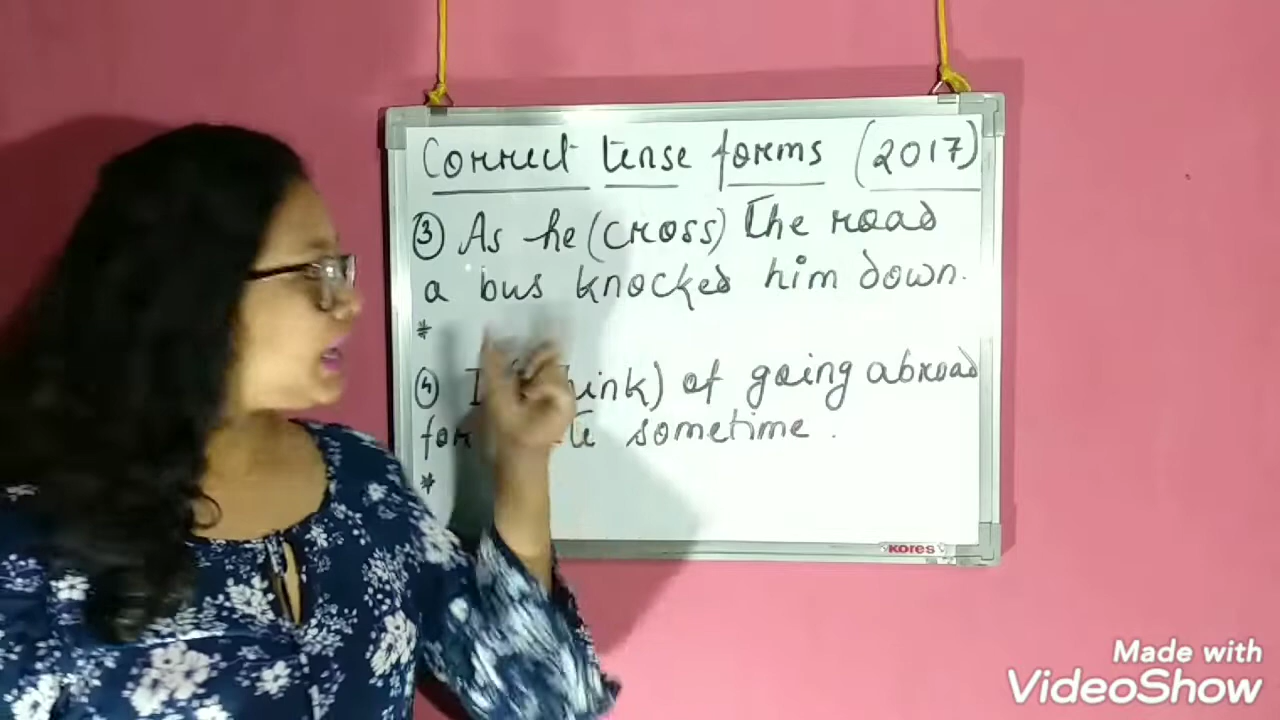 Correct tense forms (2017)
③ As he (cross) the road
a bus knocked him down.
*
④ I of going abroad
sometime.
*
KORES
Made with
VideoShow